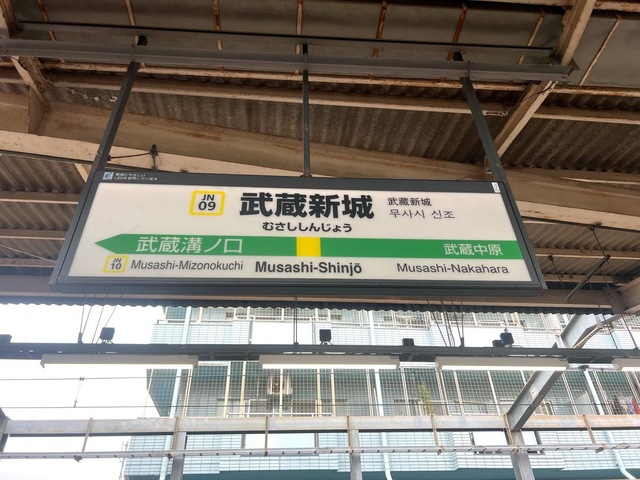 JN
09
武蔵新城
むさししんじょう
武藏新城
무사시 신조
武蔵溝ノ口
武蔵中原
JN
10
Musashi-Mizonokuchi
Musashi-Shinjō
Musashi-Nakahara